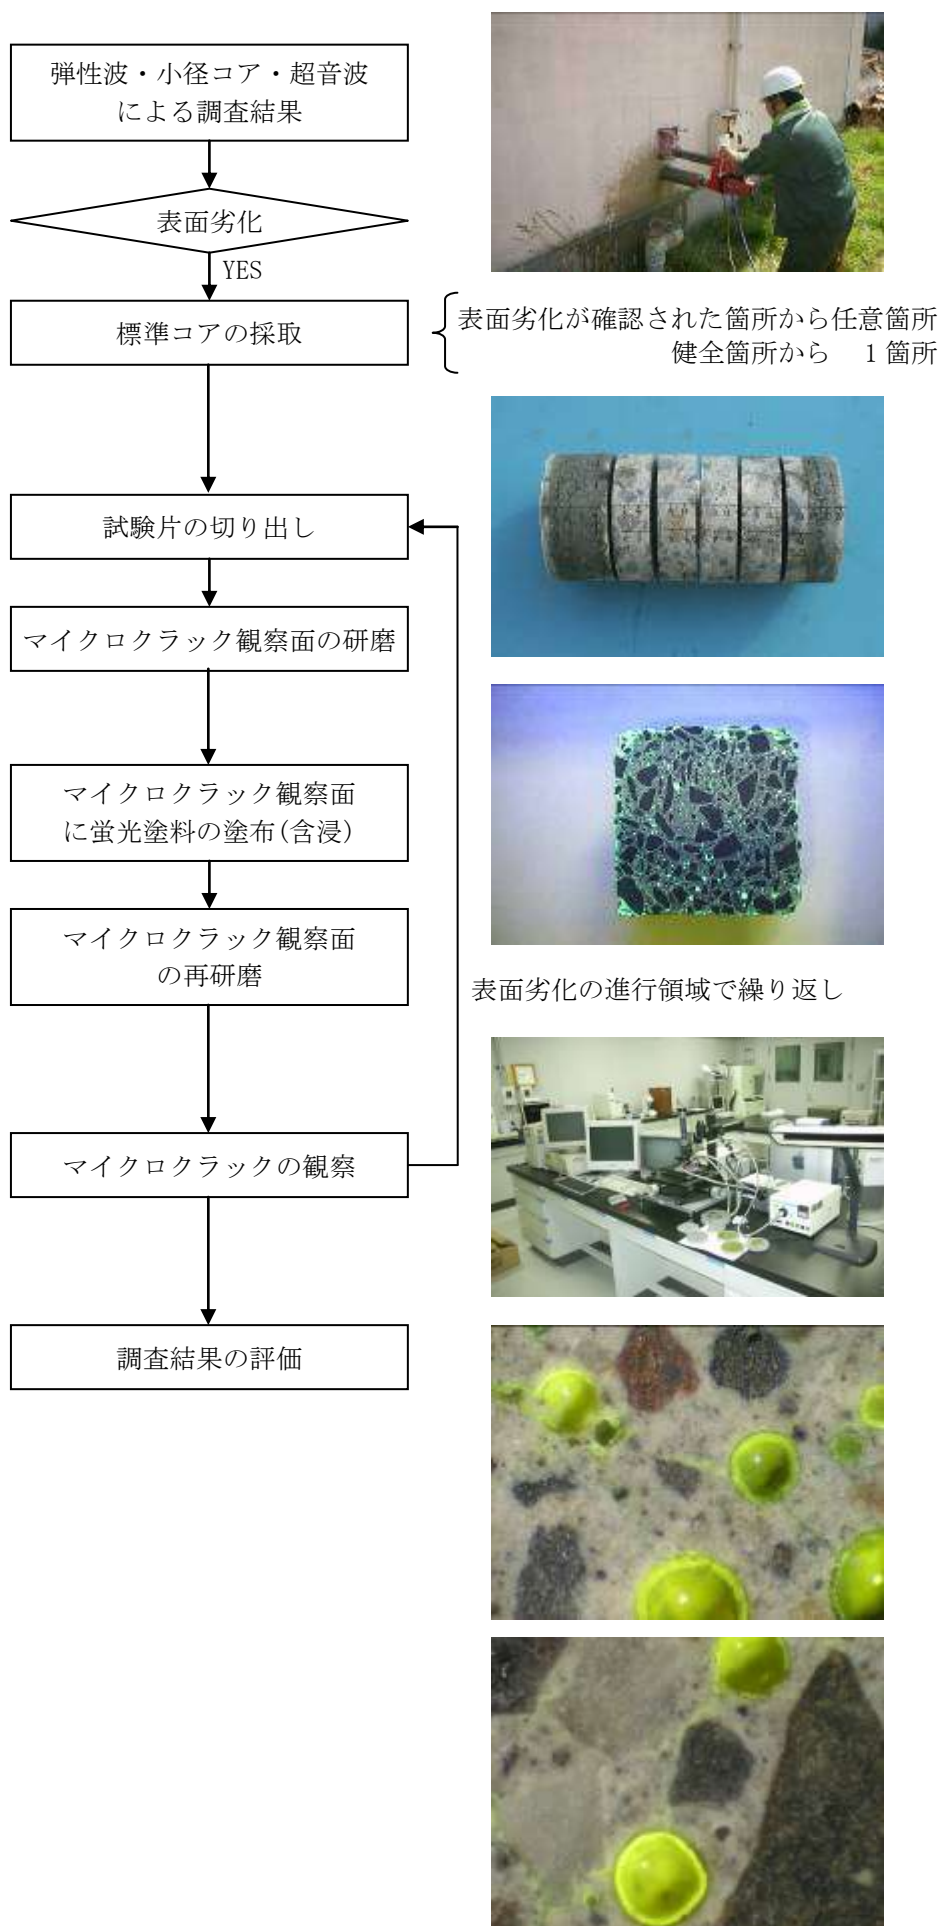 弾性波・小径コア・超音波
による調査結果
表面劣化
YES
標準コアの採取
表面劣化が確認された箇所から任意箇所
健全箇所から　1箇所
試験片の切り出し
マイクロクラック観察面の研磨
マイクロクラック観察面
に蛍光塗料の塗布(含浸)
マイクロクラック観察面
の再研磨
表面劣化の進行領域で繰り返し
マイクロクラックの観察
調査結果の評価